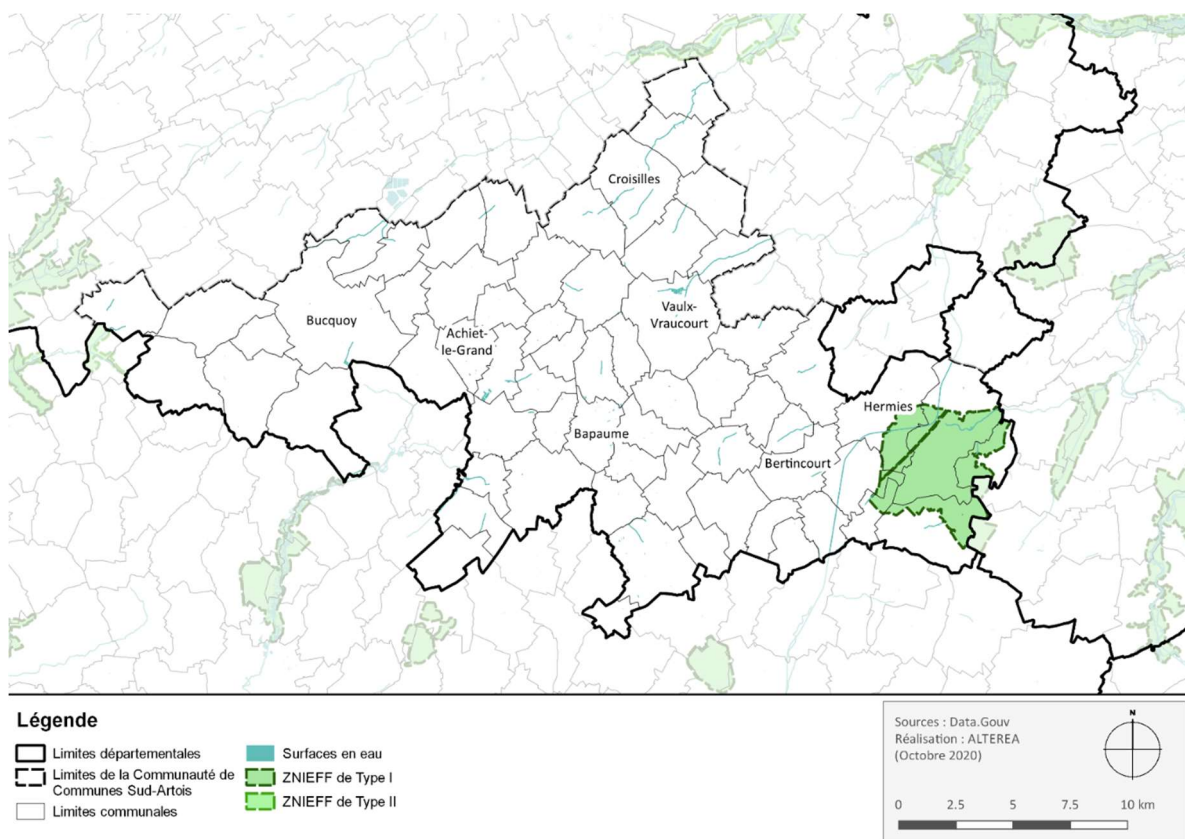 Croisilles
Vaulx-
Vraucourt
Bucquoy
Achiet-
le-Grand
Hermies
Bapaume
Bertincourt
Légende
Limites départementales
Limites de la Communauté de
Communes Sud-Artois
Limites communales
Surfaces en eau
ZNIEFF de Type I
ZNIEFF de Type II
Sources : Data.Gouv
Réalisation : ALTEREA
(Octobre 2020)
N
0 2.5 5 7.5 10 km